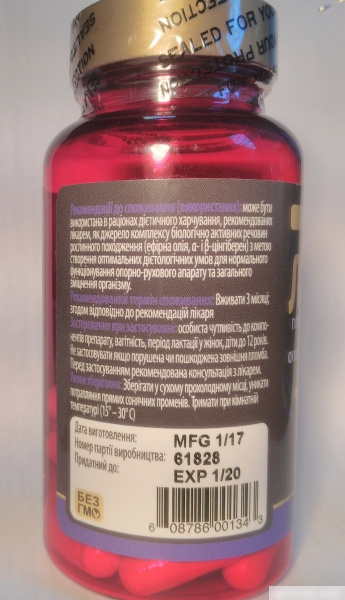 SEALED FOR YOUR PROTECTION
Рекомендації до споживання (використання): може бути
використана в раціонах дієтичного харчування, рекомендованих
лікарем, як джерело комплексу біологічно активних речовин
рослинного походження (ефірна олія, α- і β-цингіберен) з метою
створення оптимальних дієтологічних умов для нормального
функціонування опорно-рухового апарату та загального
зміцнення організму.
Рекомендований термін споживання: Вживати 3 місяці;
згодом відповідно до рекомендацій лікаря
Застереження при застосуванні: особиста чутливість до компо-
нентів препарату, вагітність, період лактації у жінок, діти до 12 років.
Не застосовувати якщо порушена чи пошкоджена зовнішня пломба.
Перед застосуванням рекомендована консультація з лікарем.
Умови зберігання: Зберігати у сухому прохолодному місці, уникати
потрапляння прямих сонячних променів. Тримати при кімнатній
температурі (15° – 30° C)
Дата виготовлення: MFG 1/17
Номер партії виробництва: 61828
Придатний до: EXP 1/20
БЕЗ
ГМО
6 08786 00134 3